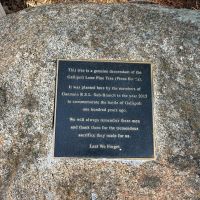 This tree is a genuine descendant of the
Gallipoli Lone Pine Tree
It was planted here by the members of
R.S.L. Sub-Branch in the year 2015
to commemorate the battle of Gallipoli
one hundred years ago.
We will always remember these men
and thank them for the tremendous
sacrifice they made for us.
Lest We Forget.